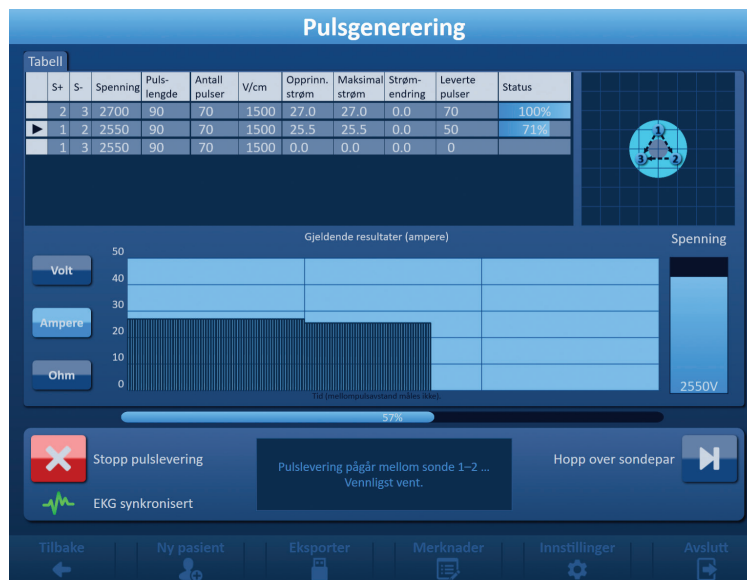 Pulsgenerering
Tabell
S+ S- Spenning Puls- Antall V/cm Opprinn. Maksimal Strøm- Leverte Status
lengde pulser strøm strøm endring pulser
2 3 2700 90 70 1500 27.0 27.0 0.0 70 100%
1 2 2550 90 70 1500 25.5 25.5 0.0 50 71%
1 3 2550 90 70 1500 0.0 0.0 0.0 0
1
3 2
Gjeldende resultater (ampere)
Spenning
50
Volt
40
30
Ampere
20
10
Ohm
0
Tid (mellompulsavstand måles ikke).
2550V
57%
Stopp pulslevering
Pulslevering pågår mellom sonde 1–2 ...
Vennligst vent.
Hopp over sondepar
EKG synkronisert
Tilbake Ny pasient Eksporter Merknader Innstillinger Avslutt